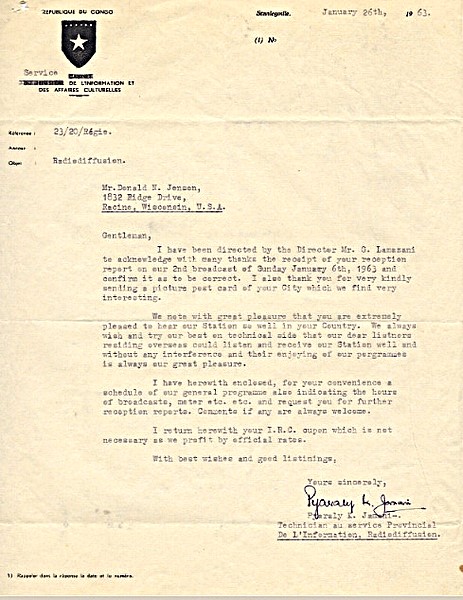 REPUBLIQUE DU CONGO
Stanleyville, January 26th, 1963.
(1) No
Service
DE L'INFORMATION ET
DES AFFAIRES CULTURELLES
Référence : 23/20/Régie.
Annexe :
Objet : Radiodiffusion.
Mr.Donald N. Jensen,
1832 Ridge Drive,
Racine, Wisconsin, U.S.A.
Gentleman,
I have been directed by the Director Mr. G. Lamazani
to acknowledge with many thanks the receipt of your reception
report on our 2nd broadcast of Sunday January 6th, 1963 and
confirm it as to be correct. I also thank you for very kindly
sending a picture post card of your City which we find very
interesting.
We note with great pleasure that you are extremely
pleased to hear our Station so well in your Country. We always
wish and try our best on technical side that our dear listners
residing overseas could listen and receive our Station well and
without any interference and their enjoying of our porgrammes
is always our great pleasure.
I have herewith enclosed, for your convenience a
schedule of our general programme also indicating the hours
of broadcasts, meter etc. etc. and request you for further
reception reports. Comments if any are always welcome.
I return herewith your I.R.C. cupon which is not
necessary as we profit by official rates.
With best wishes and good listinings,
Yours sincerely,
Pyaraly K. Jamani-.
Technician au service Provincial
De L'Information, Radiodiffusion.
1) Rappeler dans la réponse la date et le numéro.